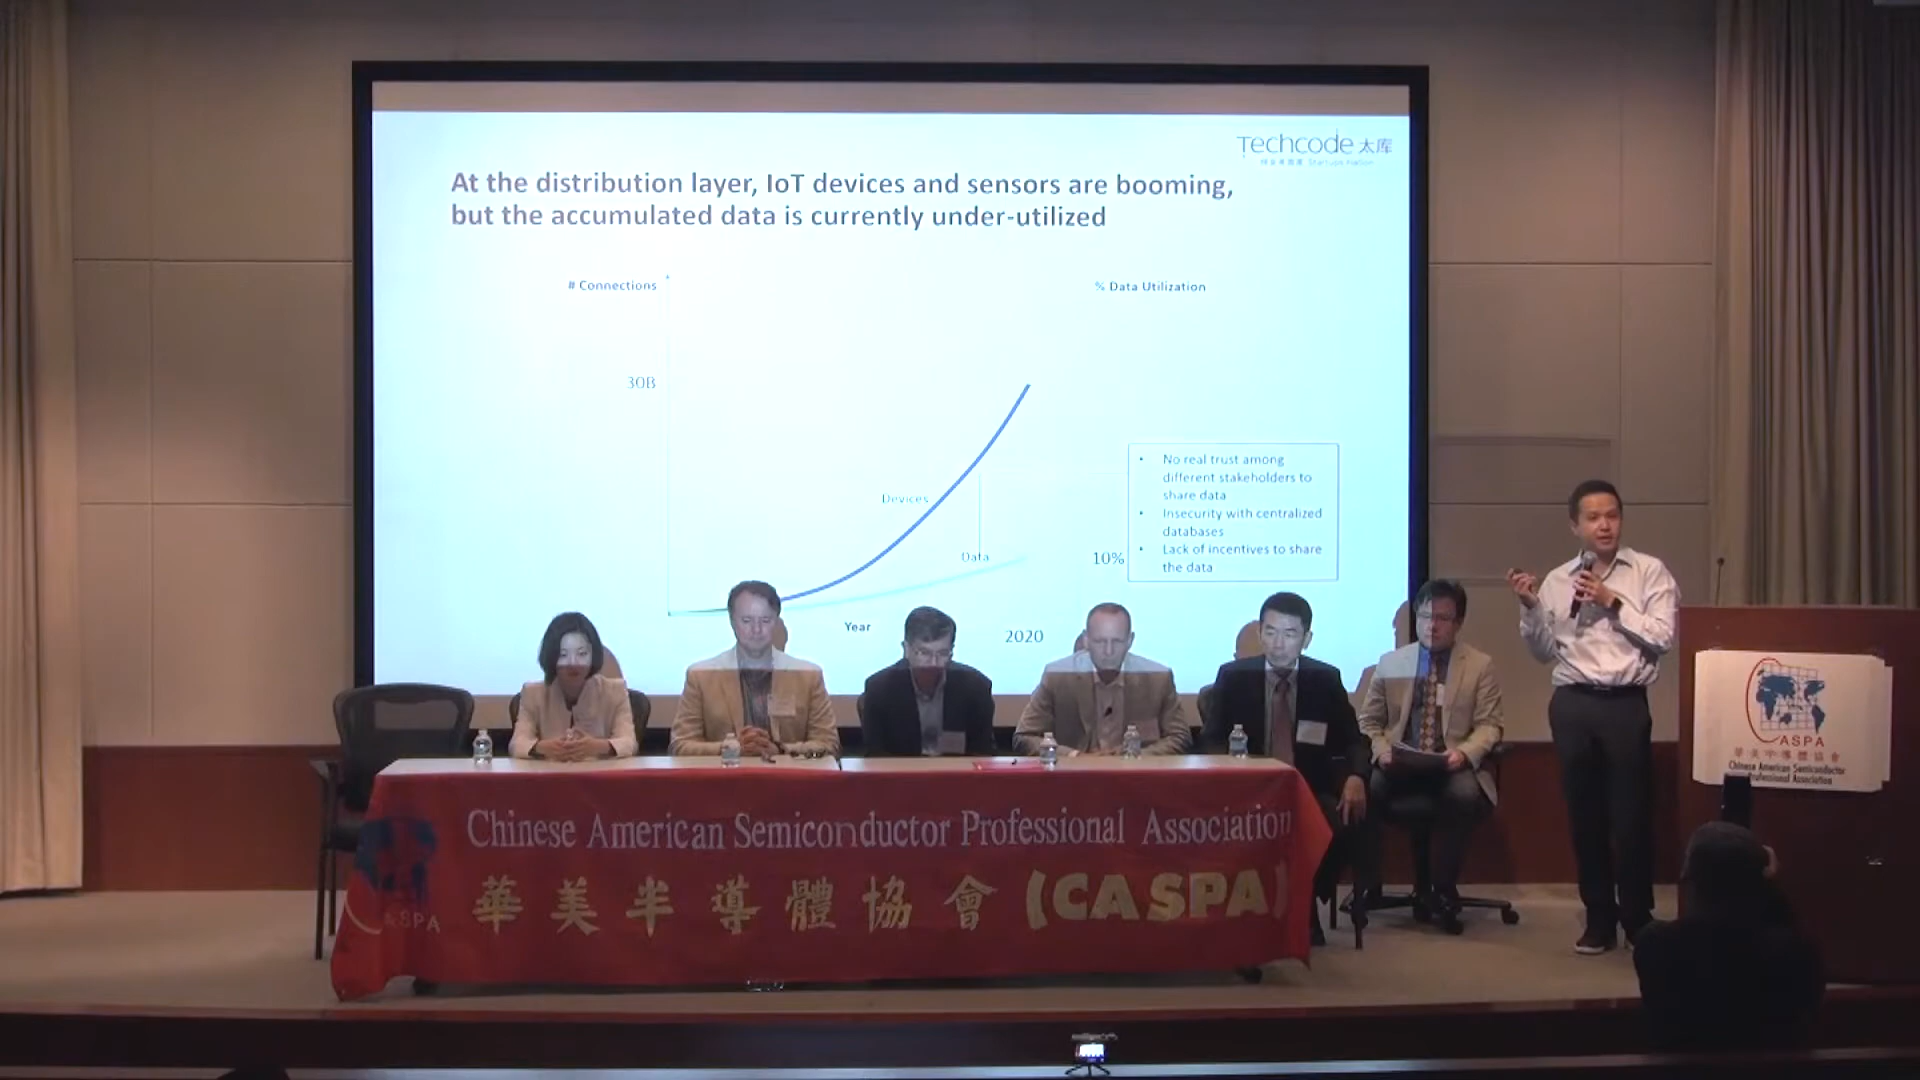 Techcode 太库
Startups Nation
At the distribution layer, IoT devices and sensors are booming,
but the accumulated data is currently under-utilized
# Connections
% Data Utilization
30B
Devices
Data
10%
• No real trust among
different stakeholders to
share data
• Insecurity with centralized
databases
• Lack of incentives to share
the data
Year
2020
CASPA
華美半導體協會
Chinese American Semiconductor
Professional Association
Chinese American Semiconductor Professional Association
華美半導體協會 (CASPA)
CASPA